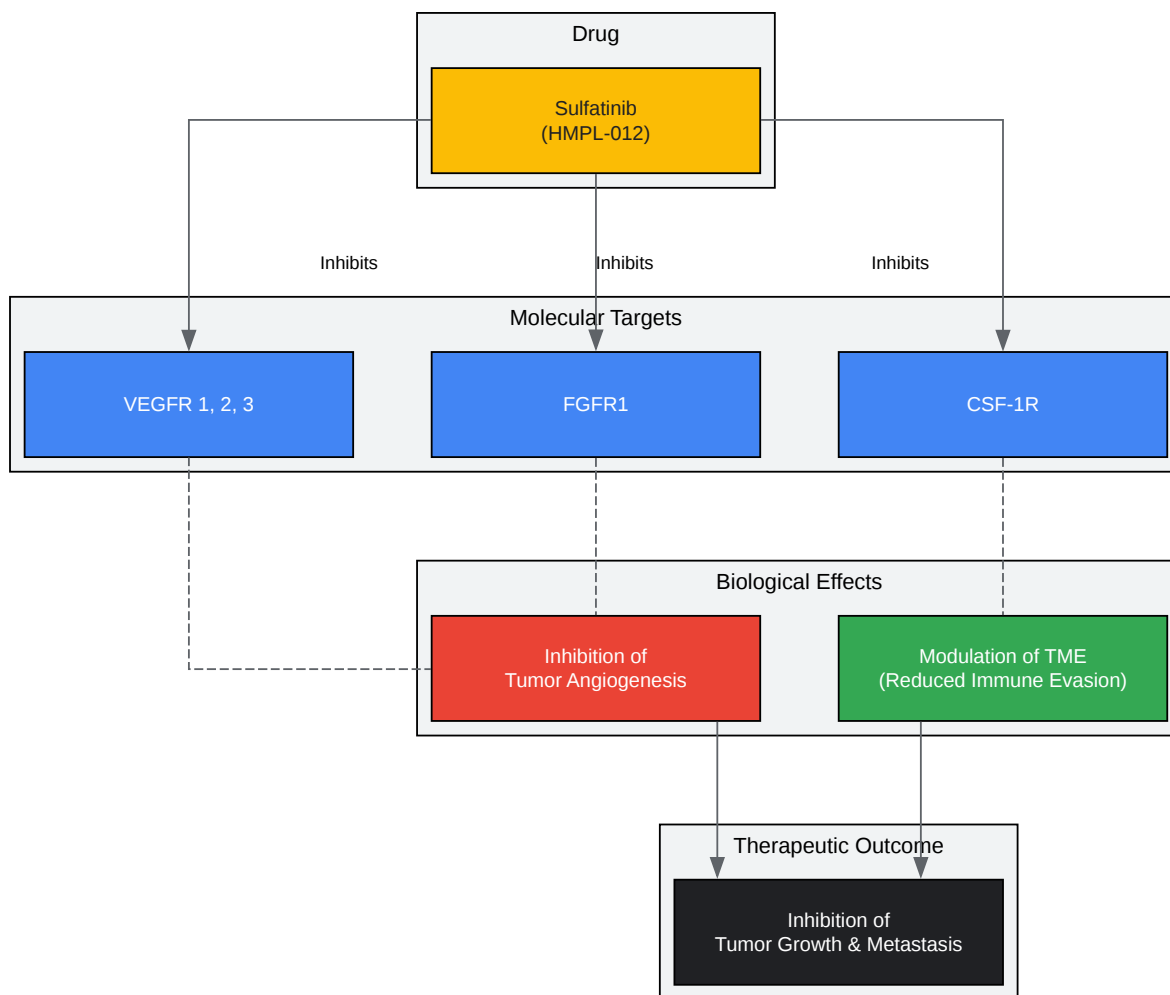 Drug
Sulfatinib
(HMPL-012)
Inhibits
Inhibits
Inhibits
Molecular Targets
VEGFR 1, 2, 3
FGFR1
CSF-1R
Biological Effects
Inhibition of
Tumor Angiogenesis
Modulation of TME
(Reduced Immune Evasion)
Therapeutic Outcome
Inhibition of
Tumor Growth & Metastasis